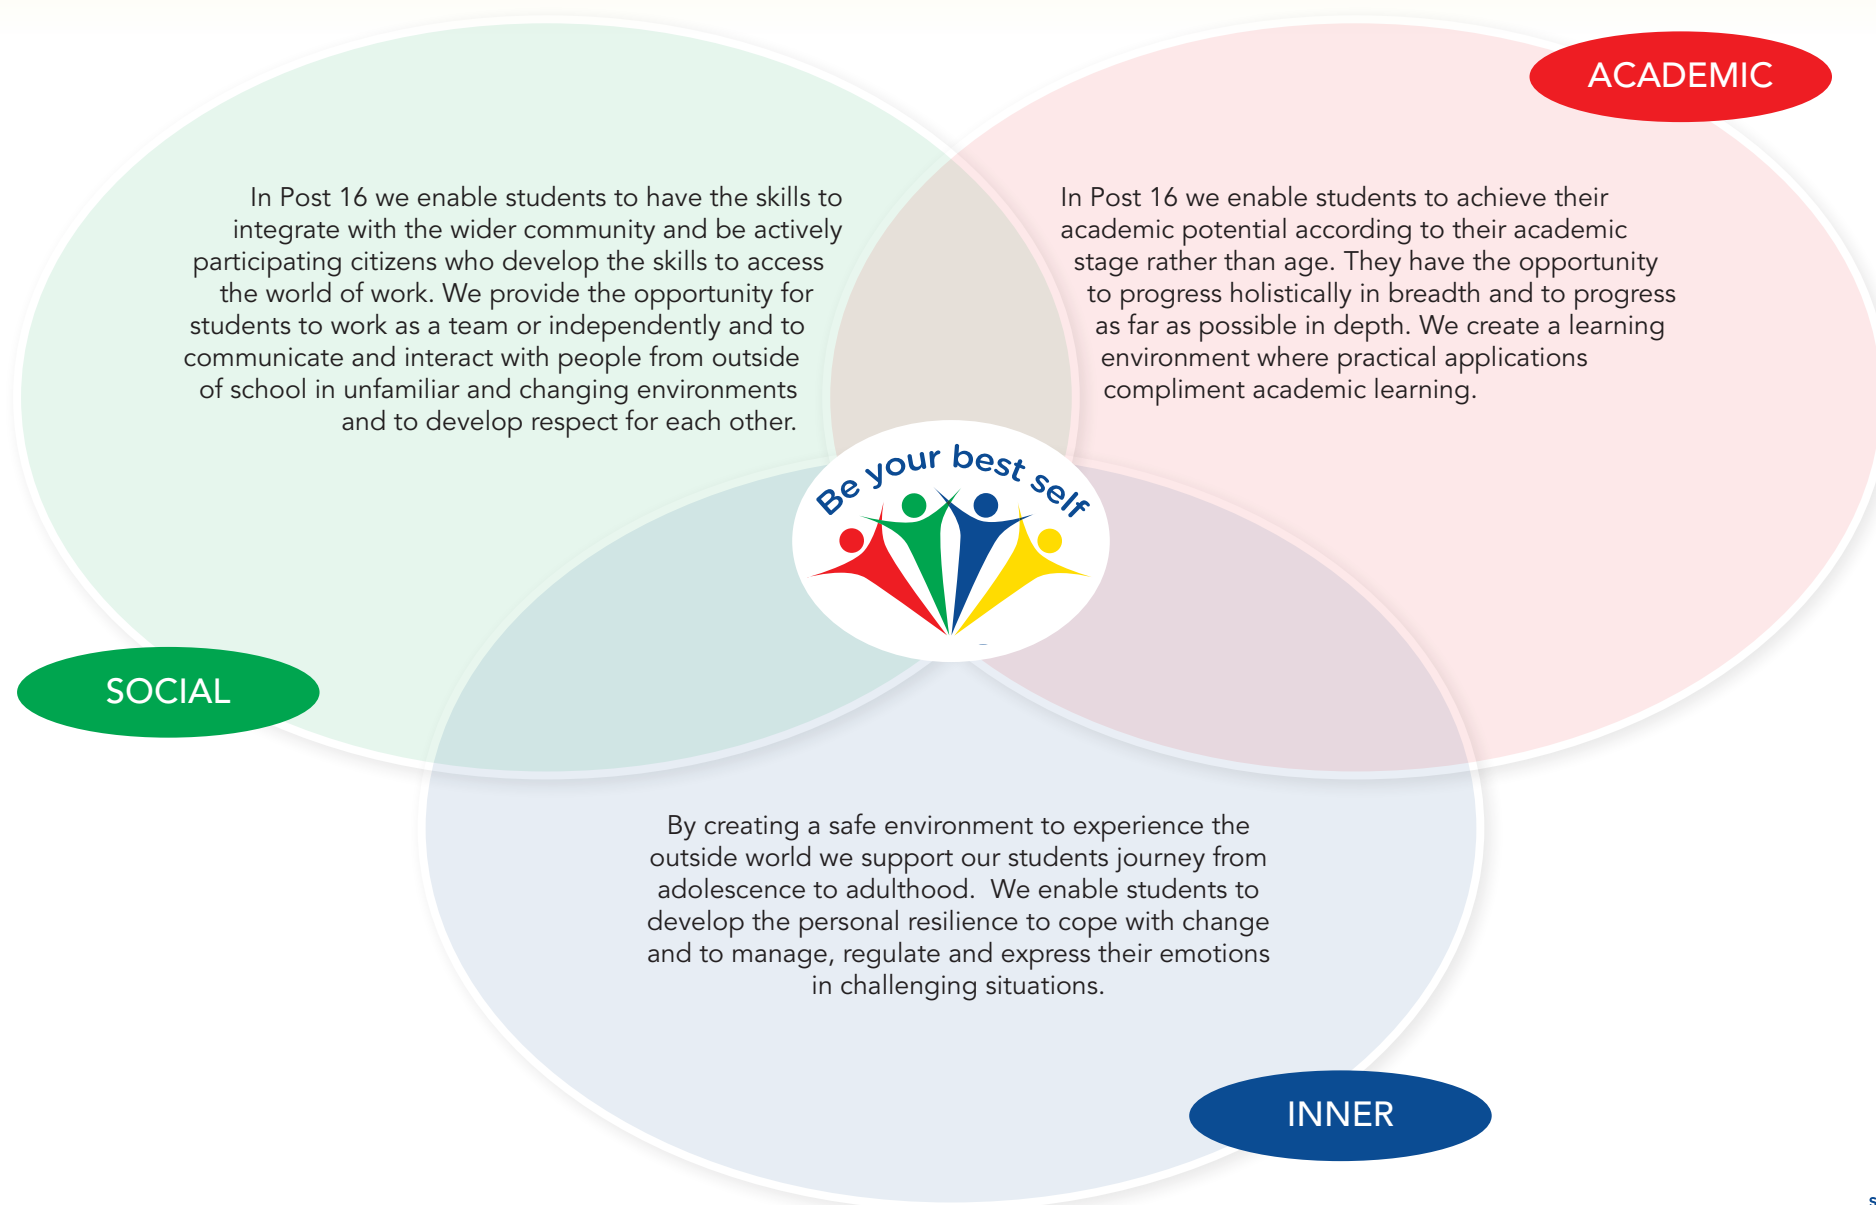 ACADEMIC
In Post 16 we enable students to have the skills to
integrate with the wider community and be actively
participating citizens who develop the skills to access
the world of work. We provide the opportunity for
students to work as a team or independently and to
communicate and interact with people from outside
of school in unfamiliar and changing environments
and to develop respect for each other.
In Post 16 we enable students to achieve their
academic potential according to their academic
stage rather than age. They have the opportunity
to progress holistically in breadth and to progress
as far as possible in depth. We create a learning
environment where practical applications
compliment academic learning.
Be your best self
SOCIAL
By creating a safe environment to experience the
outside world we support our students journey from
adolescence to adulthood.  We enable students to
develop the personal resilience to cope with change
and to manage, regulate and express their emotions
in challenging situations.
INNER